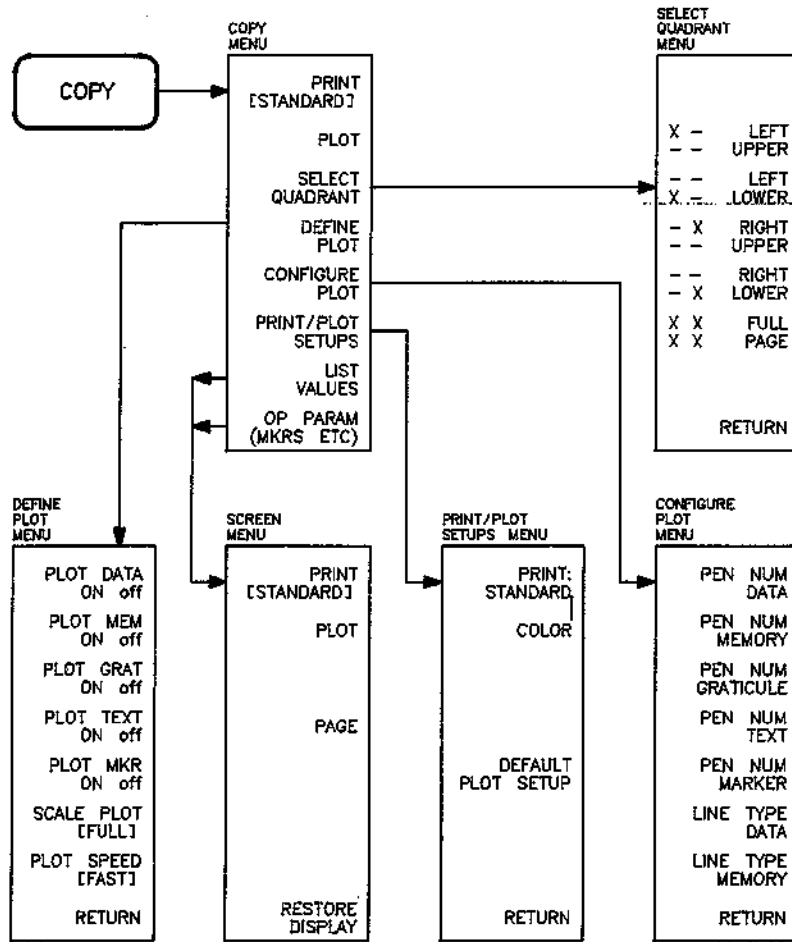 COPY
COPY
MENU
PRINT
[STANDARD]
PLOT
SELECT
QUADRANT
DEFINE
PLOT
CONFIGURE
PLOT
PRINT/PLOT
SETUPS
LIST
VALUES
OP PARAM
(MKRS ETC)
SELECT
QUADRANT
MENU
X - LEFT
- - UPPER
- - LEFT
X - LOWER
- X RIGHT
- - UPPER
- - RIGHT
- X LOWER
X X FULL
X X PAGE
RETURN
DEFINE
PLOT
MENU
PLOT DATA
ON off
PLOT MEM
ON off
PLOT GRAT
ON off
PLOT TEXT
ON off
PLOT MKR
ON off
SCALE PLOT
[FULL]
PLOT SPEED
[FAST]
RETURN
SCREEN
MENU
PRINT
[STANDARD]
PLOT
PAGE
RESTORE
DISPLAY
PRINT/PLOT
SETUPS MENU
PRINT:
STANDARD
COLOR
DEFAULT
PLOT SETUP
RETURN
CONFIGURE
PLOT
MENU
PEN NUM
DATA
PEN NUM
MEMORY
PEN NUM
GRATICULE
PEN NUM
TEXT
PEN NUM
MARKER
LINE TYPE
DATA
LINE TYPE
MEMORY
RETURN